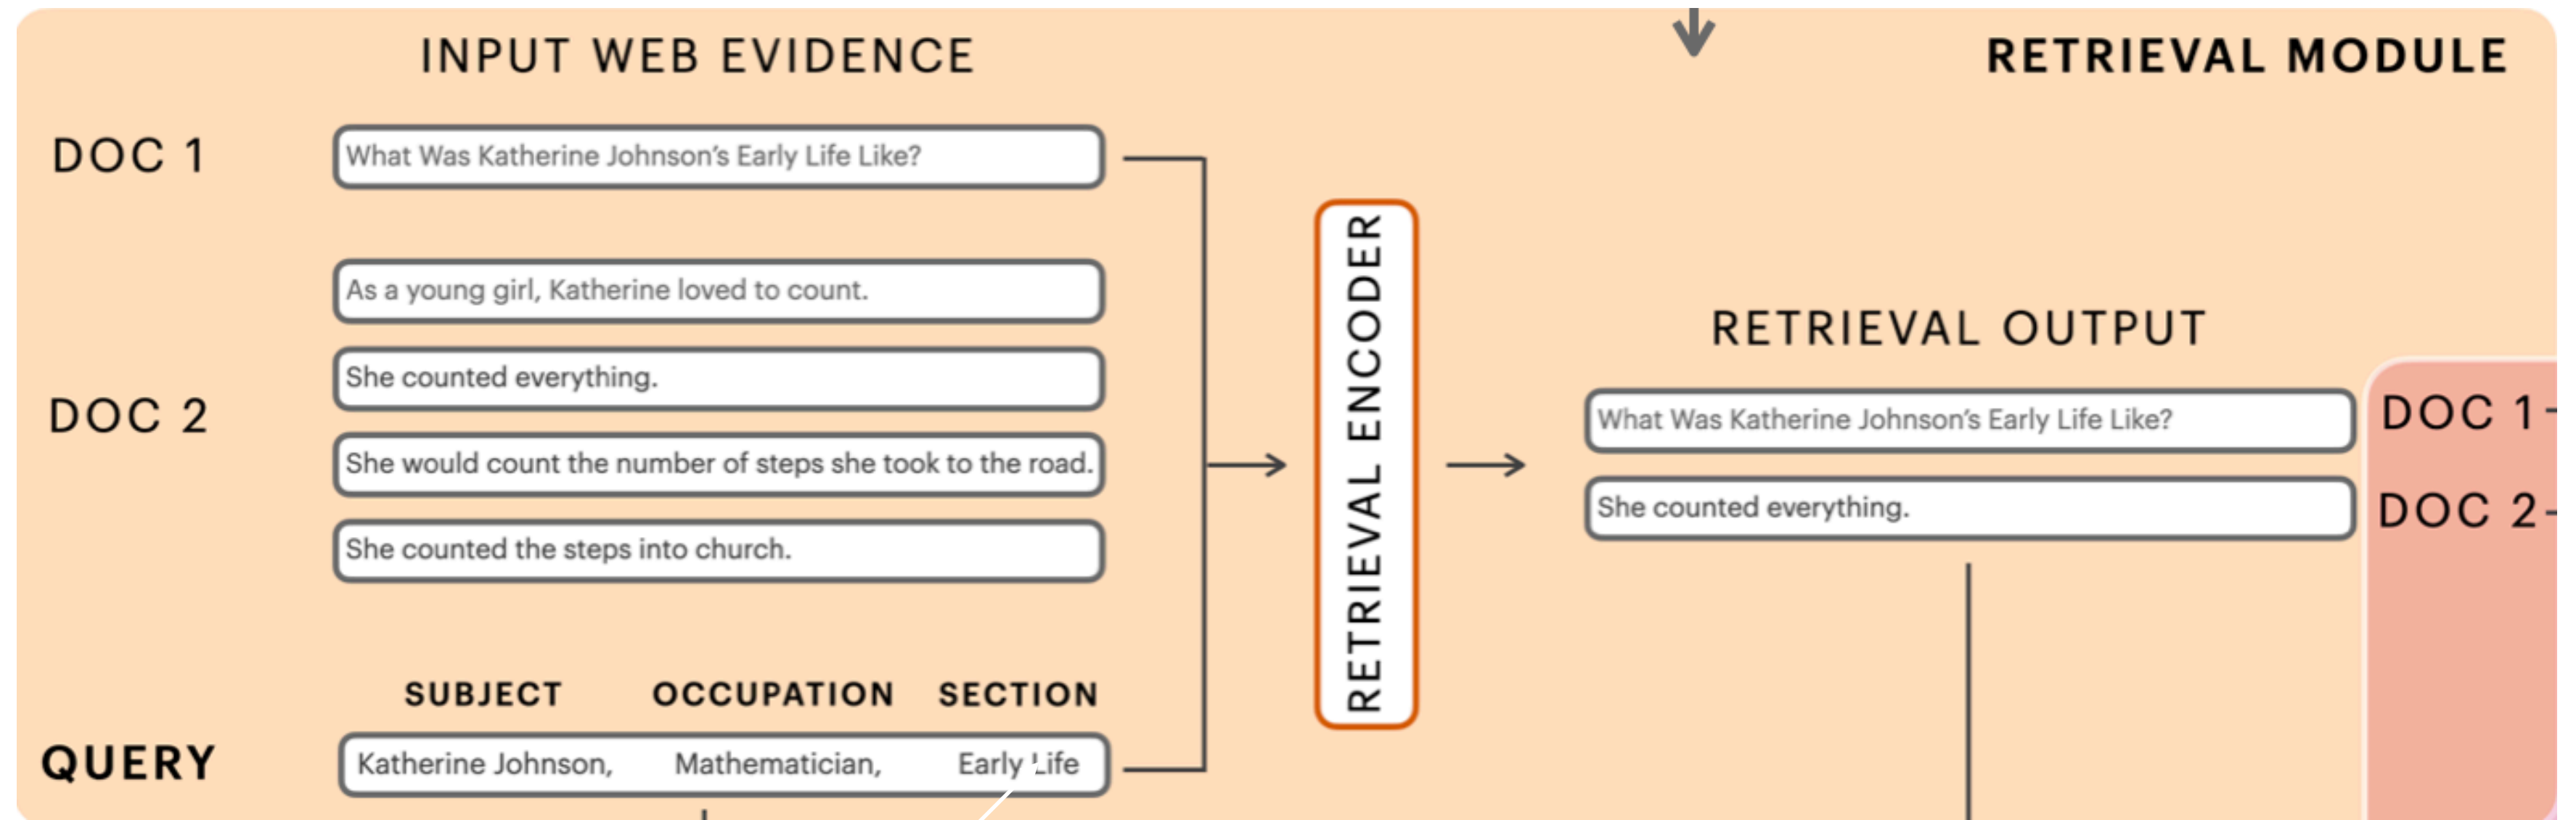 INPUT WEB EVIDENCE
RETRIEVAL MODULE
DOC 1
What Was Katherine Johnson’s Early Life Like?
As a young girl, Katherine loved to count.
She counted everything.
DOC 2
She would count the number of steps she took to the road.
She counted the steps into church.
SUBJECT OCCUPATION SECTION
QUERY
Katherine Johnson, Mathematician, Early Life
RETRIEVAL ENCODER
RETRIEVAL OUTPUT
What Was Katherine Johnson’s Early Life Like?
DOC 1
She counted everything.
DOC 2